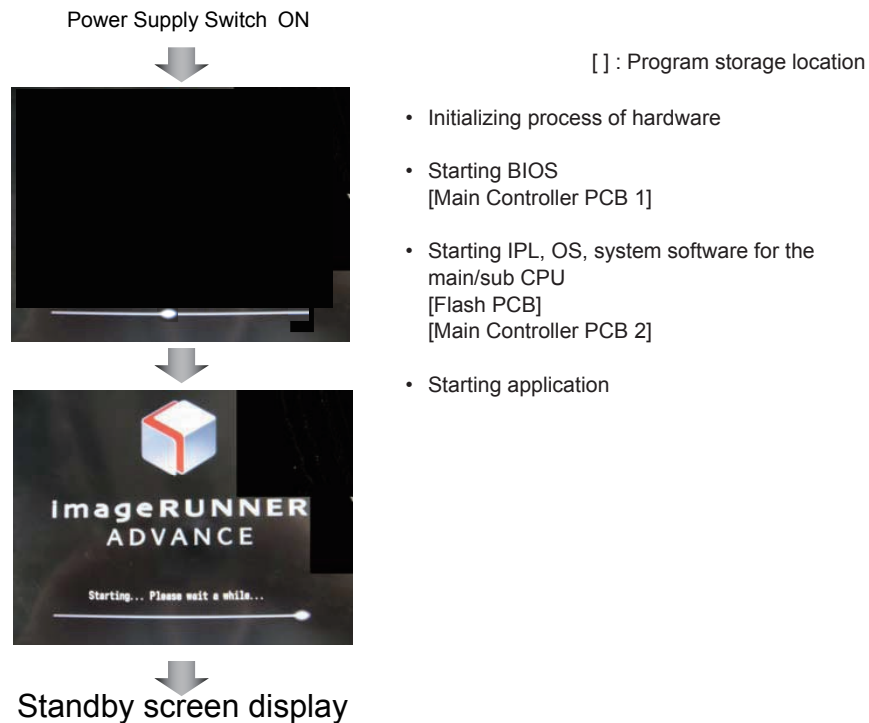 Power Supply Switch ON
[ ] : Program storage location
• Initializing process of hardware
• Starting BIOS
[Main Controller PCB 1]
• Starting IPL, OS, system software for the
main/sub CPU
[Flash PCB]
[Main Controller PCB 2]
• Starting application
imageRUNNER
ADVANCE
Starting... Please wait a while...
Standby screen display